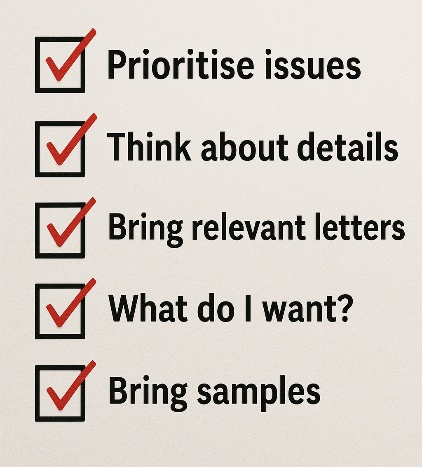 Prioritise issues
Think about details
Bring relevant letters
What do I want?
Bring samples